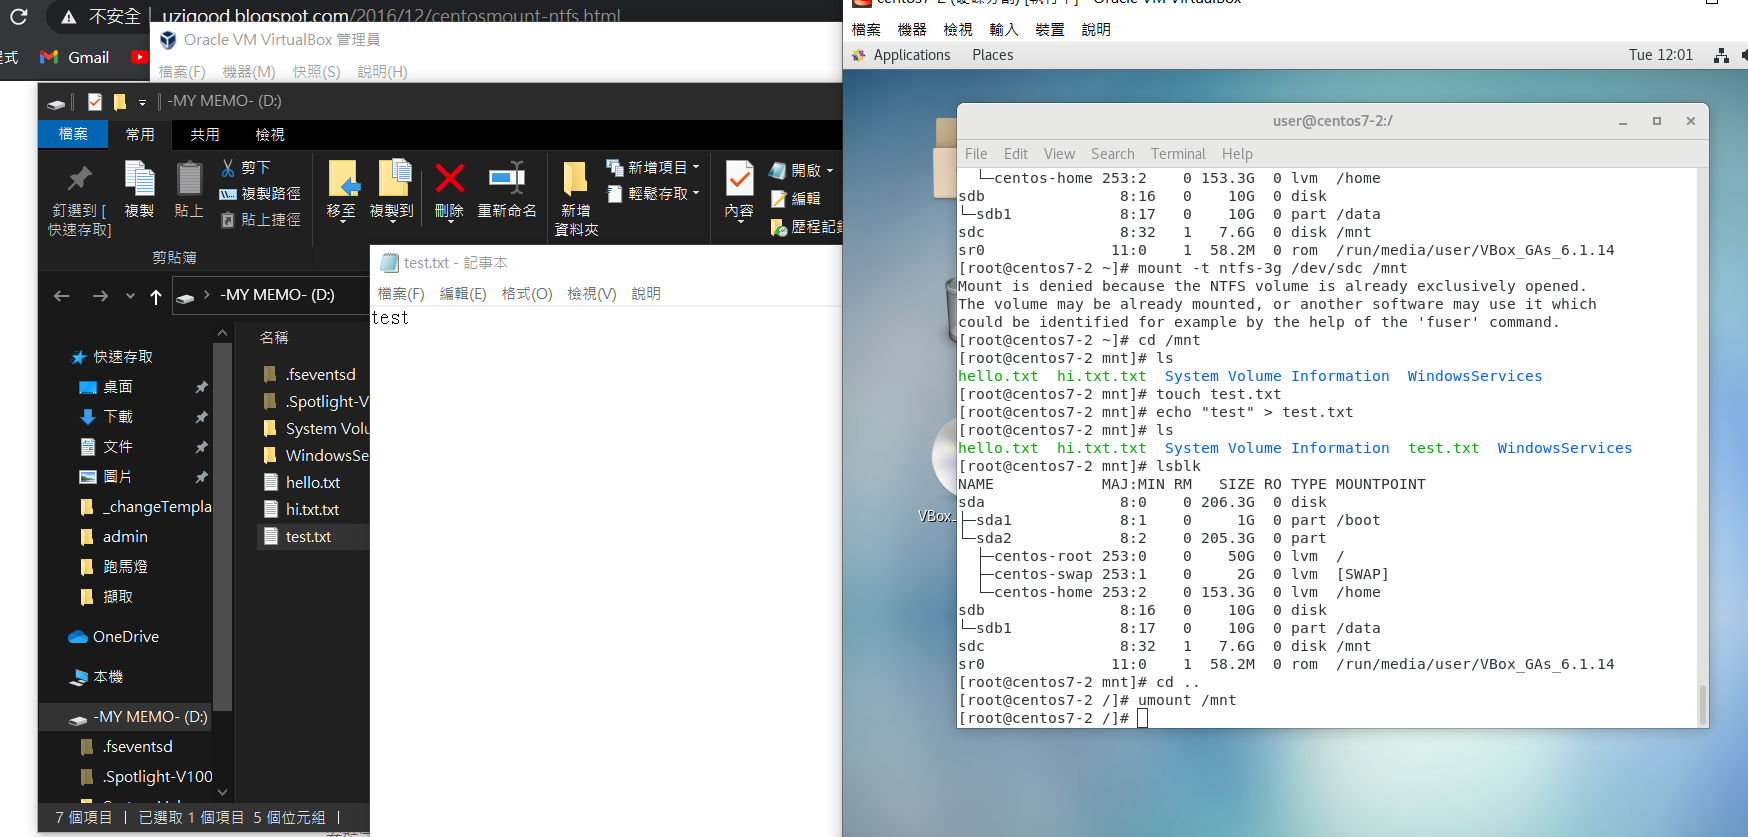 不安全 | uzigood.blogspot.com/2016/12/centosmount-ntfs.html
Gmail
Oracle VM VirtualBox 管理員
檔案(F) 機器(M) 快照(S) 說明(H)
-MY MEMO- (D:)
檔案 常用 共用 檢視
釘選到 [
快速存取]
複製
貼上
剪下
複製路徑
貼上捷徑
剪貼簿
移至
複製到
刪除
重新命名
新增
資料夾
新增項目
輕鬆存取
內容
開啟
編輯
-MY MEMO- (D:)
快速存取
桌面
下載
文件
圖片
_changeTempla
admin
跑馬燈
擷取
OneDrive
本機
-MY MEMO- (D:)
.fseventsd
.Spotlight-V100
名稱
.fseventsd
.Spotlight-V
System Volu
WindowsSe
hello.txt
hi.txt.txt
test.txt
7 個項目 | 已選取 1 個項目 5 個位元組 |
test.txt - 記事本
檔案(F) 編輯(E) 格式(O) 檢視(V) 說明
test
檔案 機器 檢視 輸入 裝置 說明
Applications Places Tue 12:01
VBox_
user@centos7-2:/
File Edit View Search Terminal Help
└─centos-home 253:2 0 153.3G 0 lvm /home
sdb 8:16 0 10G 0 disk
└─sdb1 8:17 0 10G 0 part /data
sdc 8:32 1 7.6G 0 disk /mnt
sr0 11:0 1 58.2M 0 rom /run/media/user/VBox_GAs_6.1.14
[root@centos7-2 ~]# mount -t ntfs-3g /dev/sdc /mnt
Mount is denied because the NTFS volume is already exclusively opened.
The volume may be already mounted, or another software may use it which
could be identified for example by the help of the 'fuser' command.
[root@centos7-2 ~]# cd /mnt
[root@centos7-2 mnt]# ls
hello.txt hi.txt.txt System Volume Information WindowsServices
[root@centos7-2 mnt]# touch test.txt
[root@centos7-2 mnt]# echo "test" > test.txt
[root@centos7-2 mnt]# ls
hello.txt hi.txt.txt System Volume Information test.txt WindowsServices
[root@centos7-2 mnt]# lsblk
NAME MAJ:MIN RM SIZE RO TYPE MOUNTPOINT
sda 8:0 0 206.3G 0 disk
├─sda1 8:1 0 1G 0 part /boot
└─sda2 8:2 0 205.3G 0 part
├─centos-root 253:0 0 50G 0 lvm /
├─centos-swap 253:1 0 2G 0 lvm [SWAP]
└─centos-home 253:2 0 153.3G 0 lvm /home
sdb 8:16 0 10G 0 disk
└─sdb1 8:17 0 10G 0 part /data
sdc 8:32 1 7.6G 0 disk /mnt
sr0 11:0 1 58.2M 0 rom /run/media/user/VBox_GAs_6.1.14
[root@centos7-2 mnt]# cd ..
[root@centos7-2 /]# umount /mnt
[root@centos7-2 /]#